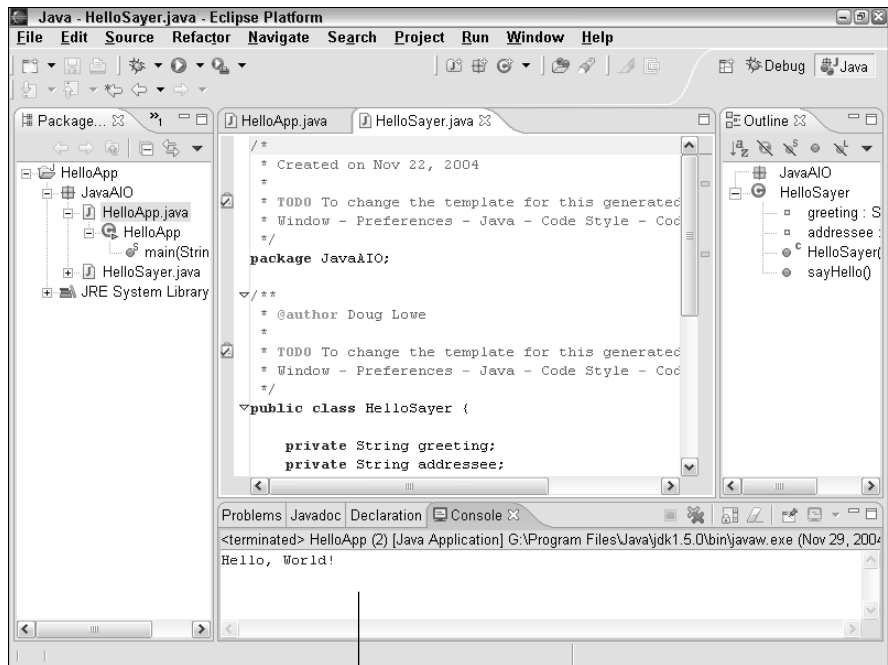 Java - HelloSayer.java - Eclipse Platform
File Edit Source Refactor Navigate Search Project Run Window Help
Debug Java
Package... »1
HelloApp
JavaAIO
HelloApp.java
HelloApp
main(Strin
HelloSayer.java
JRE System Library
HelloApp.java HelloSayer.java
/*
* Created on Nov 22, 2004
*
* TODO To change the template for this generated
* Window - Preferences - Java - Code Style - Cod
*/
package JavaAIO;
/**
* @author Doug Lowe
*
* TODO To change the template for this generated
* Window - Preferences - Java - Code Style - Cod
*/
public class HelloSayer {
private String greeting;
private String addressee;
Outline
JavaAIO
HelloSayer
greeting : S
addressee :
HelloSayer(
sayHello()
Problems Javadoc Declaration Console
<terminated> HelloApp (2) [Java Application] G:\Program Files\Java\jdk1.5.0\bin\javaw.exe (Nov 29, 2004
Hello, World!